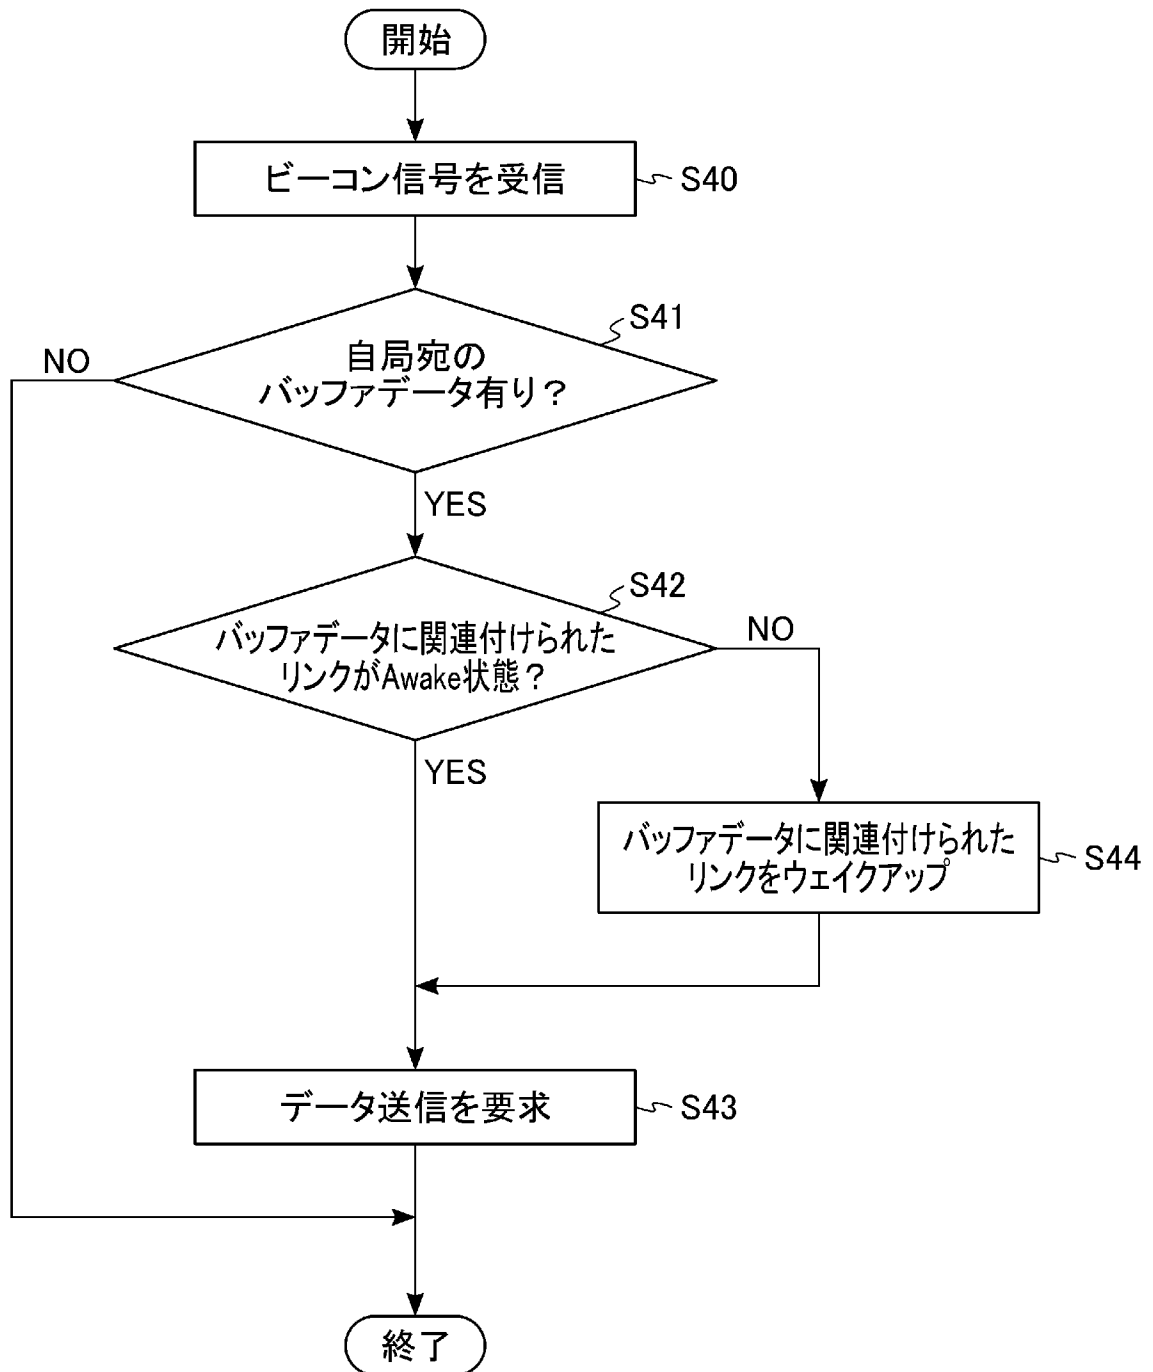 開始
ビーコン信号を受信
S40
S41
自局宛の
バッファデータ有り？
NO
YES
S42
バッファデータに関連付けられた
リンクがAwake状態？
NO
YES
バッファデータに関連付けられた
リンクをウェイクアップ
S44
データ送信を要求
S43
終了